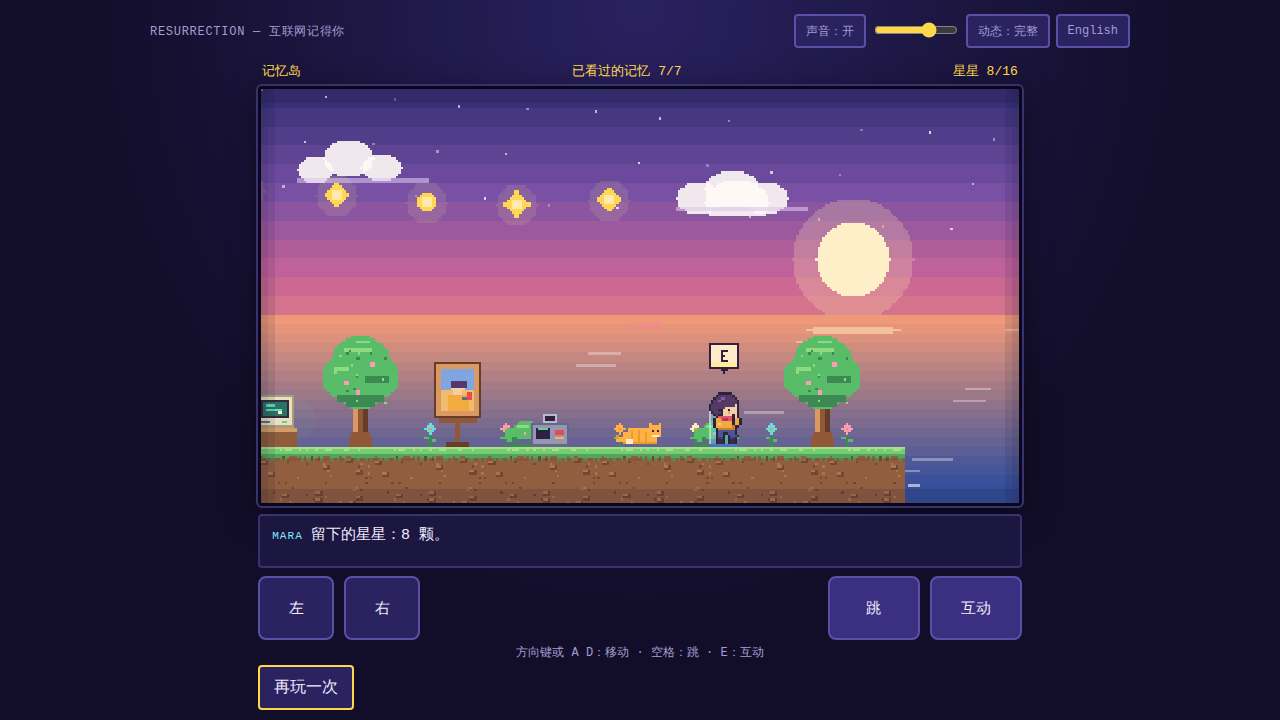 RESURRECTION — 互联网记得你
声音：开
动态：完整
English
记忆岛
已看过的记忆 7/7
星星 8/16
E
MARA 留下的星星：8 颗。
左
右
跳
互动
方向键或 A D：移动 · 空格：跳 · E：互动
再玩一次